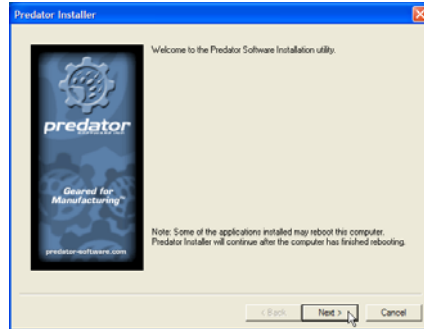 Predator Installer
Welcome to the Predator Software Installation utility.
predator
SOFTWARE INC
Geared for
Manufacturing™
predator-software.com
Note: Some of the applications installed may reboot this computer.
Predator Installer will continue after the computer has finished rebooting.
< Back
Next >
Cancel